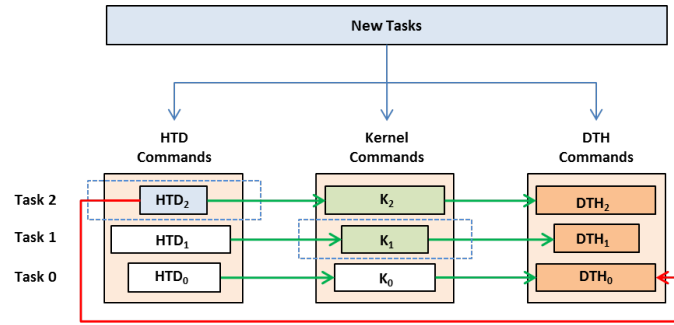 New Tasks
HTD Commands
Kernel Commands
DTH Commands
Task 2
HTD₂
K₂
DTH₂
Task 1
HTD₁
K₁
DTH₁
Task 0
HTD₀
K₀
DTH₀